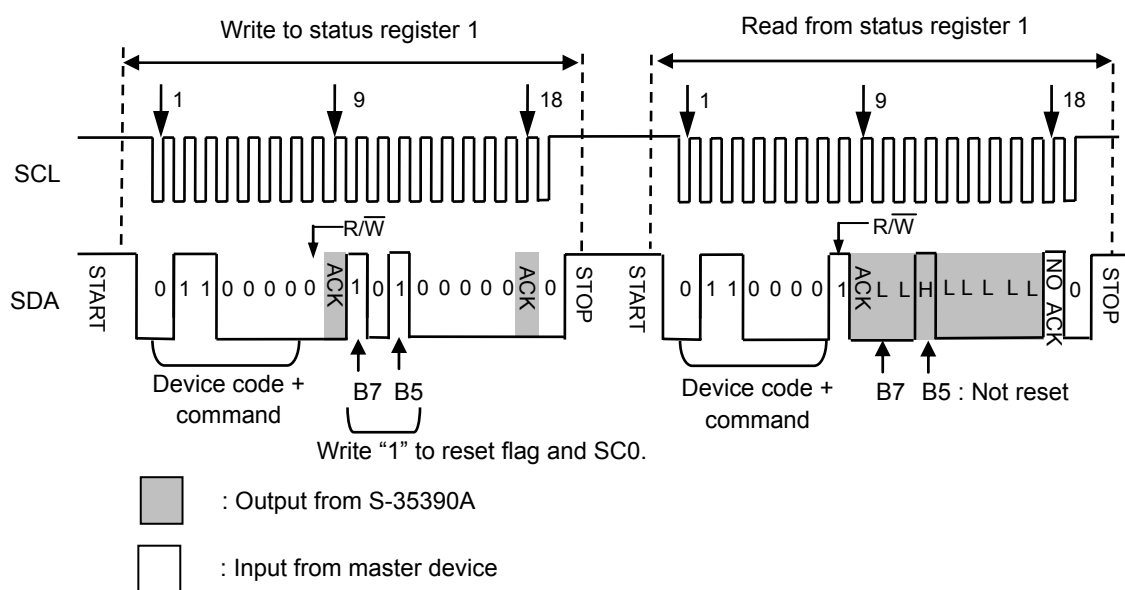 Write to status register 1
Read from status register 1
1 9 18
1 9 18
SCL
R/W̅
R/W̅
SDA
START 0 1 1 0 0 0 0 0 ACK 1 0 1 0 0 0 0 0 ACK 0 STOP
START 0 1 1 0 0 0 0 1 ACK L L H L L L L L NO ACK 0 STOP
Device code +
command
B7 B5
Write “1” to reset flag and SC0.
Device code +
command
B7 B5 : Not reset
: Output from S-35390A
: Input from master device